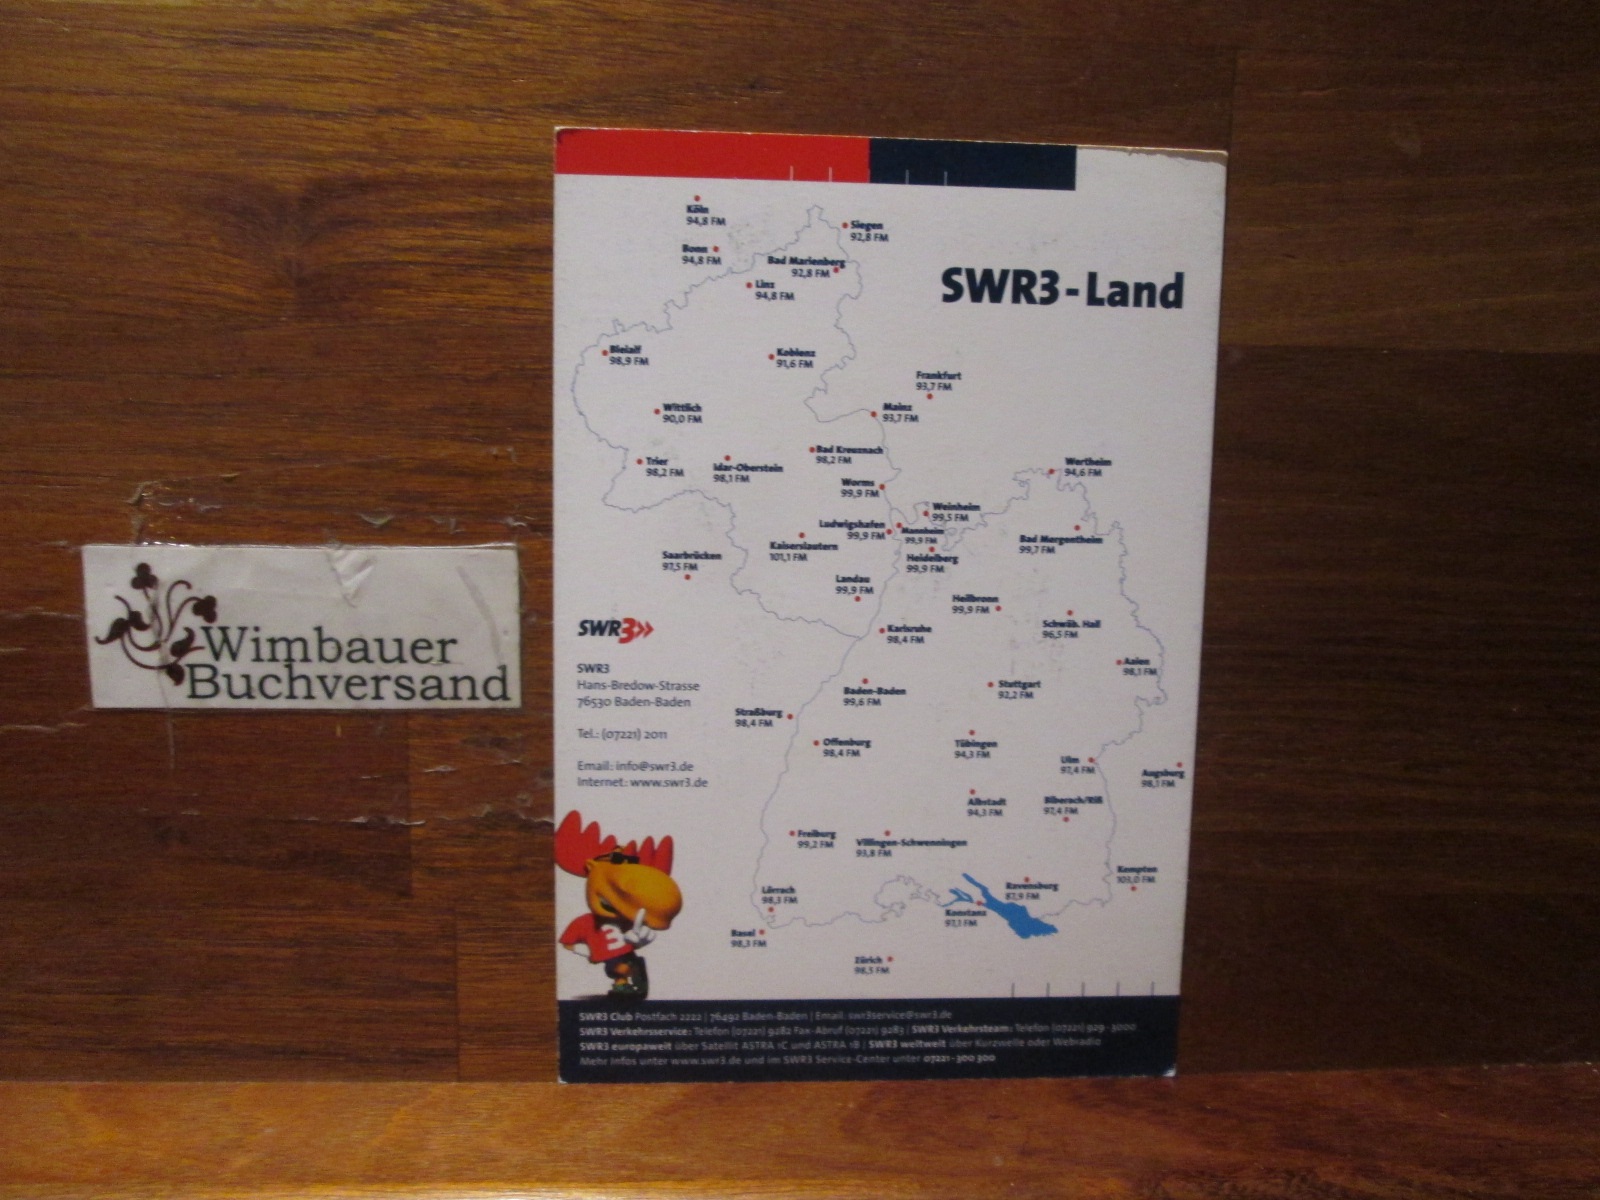 SWR3-Land
Köln
94,8 FM
Siegen
92,8 FM
Bonn
94,8 FM
Bad Marienberg
92,8 FM
Linz
94,8 FM
Bleialf
98,9 FM
Koblenz
91,6 FM
Frankfurt
93,7 FM
Wittlich
90,0 FM
Mainz
93,7 FM
Bad Kreuznach
98,2 FM
Trier
98,2 FM
Idar-Oberstein
98,1 FM
Wertheim
94,6 FM
Worms
99,9 FM
Weinheim
99,5 FM
Ludwigshafen
99,9 FM
Mannheim
99,9 FM
Bad Mergentheim
99,7 FM
Kaiserslautern
101,1 FM
Heidelberg
99,9 FM
Saarbrücken
97,5 FM
Landau
99,9 FM
Heilbronn
99,9 FM
Schwäb. Hall
96,5 FM
Karlsruhe
98,4 FM
Aalen
98,1 FM
Baden-Baden
99,6 FM
Stuttgart
92,2 FM
Straßburg
98,4 FM
Offenburg
98,4 FM
Tübingen
94,3 FM
Ulm
97,4 FM
Augsburg
98,1 FM
Albstadt
94,3 FM
Biberach/Riß
97,4 FM
Freiburg
99,2 FM
Villingen-Schwenningen
93,8 FM
Kempten
103,0 FM
Lörrach
98,3 FM
Ravensburg
87,9 FM
Konstanz
97,1 FM
Basel
98,3 FM
Zürich
98,5 FM
SWR3»
SWR3
Hans-Bredow-Strasse
76530 Baden-Baden
Tel.: (07221) 2011
Email: info@swr3.de
Internet: www.swr3.de
3
SWR3 Club Postfach 2222 | 76492 Baden-Baden | Email: swr3service@swr3.de
SWR3 Verkehrsservice: Telefon (07221) 9282 Fax-Abruf (07221) 9283 | SWR3 Verkehrsteam: Telefon (07221) 929-3000
SWR3 europaweit über Satellit ASTRA 1C und ASTRA 1B | SWR3 weltweit über Kurzwelle oder Webradio
Mehr Infos unter www.swr3.de und im SWR3 Service-Center unter 07221-300 300
Wimbauer
Buchversand